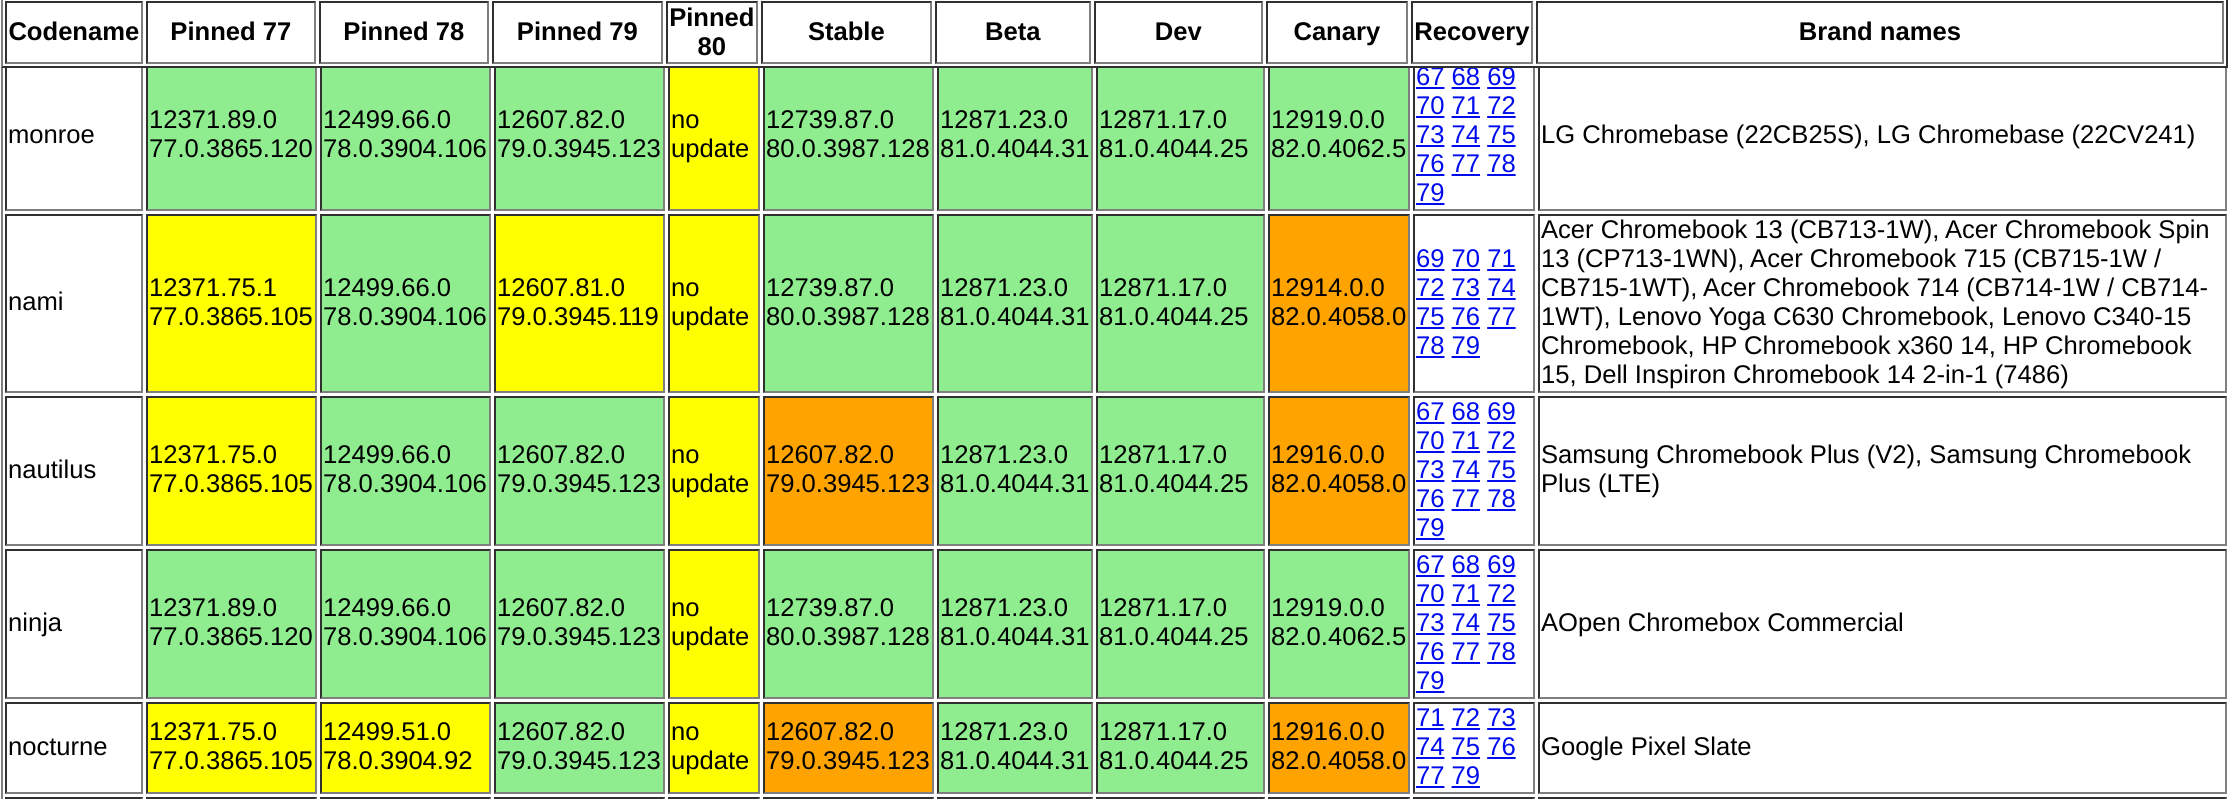 Codename Pinned 77 Pinned 78 Pinned 79 Pinned 80 Stable Beta Dev Canary Recovery Brand names
monroe
12371.89.0
77.0.3865.120
12499.66.0
78.0.3904.106
12607.82.0
79.0.3945.123
no
update
12739.87.0
80.0.3987.128
12871.23.0
81.0.4044.31
12871.17.0
81.0.4044.25
12919.0.0
82.0.4062.5
67 68 69
70 71 72
73 74 75
76 77 78
79
LG Chromebase (22CB25S), LG Chromebase (22CV241)
nami
12371.75.1
77.0.3865.105
12499.66.0
78.0.3904.106
12607.81.0
79.0.3945.119
no
update
12739.87.0
80.0.3987.128
12871.23.0
81.0.4044.31
12871.17.0
81.0.4044.25
12914.0.0
82.0.4058.0
69 70 71
72 73 74
75 76 77
78 79
Acer Chromebook 13 (CB713-1W), Acer Chromebook Spin
13 (CP713-1WN), Acer Chromebook 715 (CB715-1W /
CB715-1WT), Acer Chromebook 714 (CB714-1W / CB714-
1WT), Lenovo Yoga C630 Chromebook, Lenovo C340-15
Chromebook, HP Chromebook x360 14, HP Chromebook
15, Dell Inspiron Chromebook 14 2-in-1 (7486)
nautilus
12371.75.0
77.0.3865.105
12499.66.0
78.0.3904.106
12607.82.0
79.0.3945.123
no
update
12607.82.0
79.0.3945.123
12871.23.0
81.0.4044.31
12871.17.0
81.0.4044.25
12916.0.0
82.0.4058.0
67 68 69
70 71 72
73 74 75
76 77 78
79
Samsung Chromebook Plus (V2), Samsung Chromebook
Plus (LTE)
ninja
12371.89.0
77.0.3865.120
12499.66.0
78.0.3904.106
12607.82.0
79.0.3945.123
no
update
12739.87.0
80.0.3987.128
12871.23.0
81.0.4044.31
12871.17.0
81.0.4044.25
12919.0.0
82.0.4062.5
67 68 69
70 71 72
73 74 75
76 77 78
79
AOpen Chromebox Commercial
nocturne
12371.75.0
77.0.3865.105
12499.51.0
78.0.3904.92
12607.82.0
79.0.3945.123
no
update
12607.82.0
79.0.3945.123
12871.23.0
81.0.4044.31
12871.17.0
81.0.4044.25
12916.0.0
82.0.4058.0
71 72 73
74 75 76
77 79
Google Pixel Slate